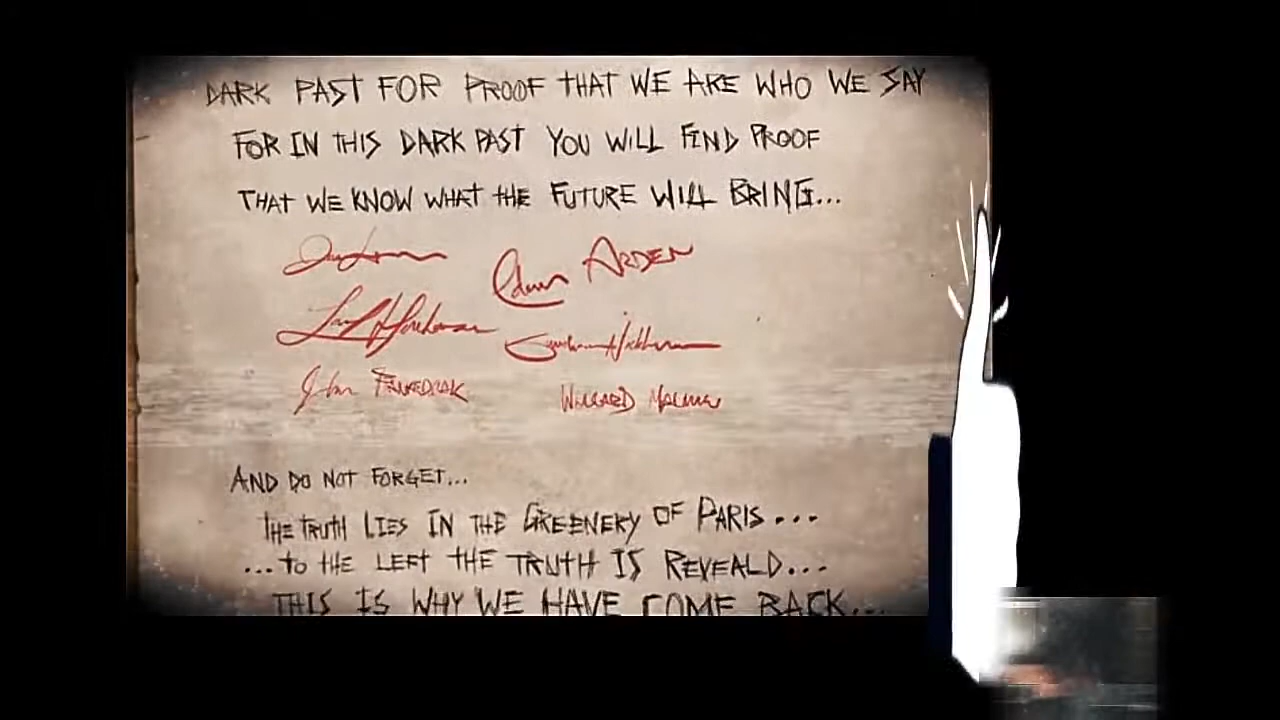 DARK PAST FOR PROOF THAT WE ARE WHO WE SAY
FOR IN THIS DARK PAST YOU WILL FIND PROOF
THAT WE KNOW WHAT THE FUTURE WILL BRING...
ARDEN
WILLARD
AND DO NOT FORGET...
THE TRUTH LIES IN THE GREENERY OF PARIS...
...TO THE LEFT THE TRUTH IS REVEALD...
THIS IS WHY WE HAVE COME BACK...